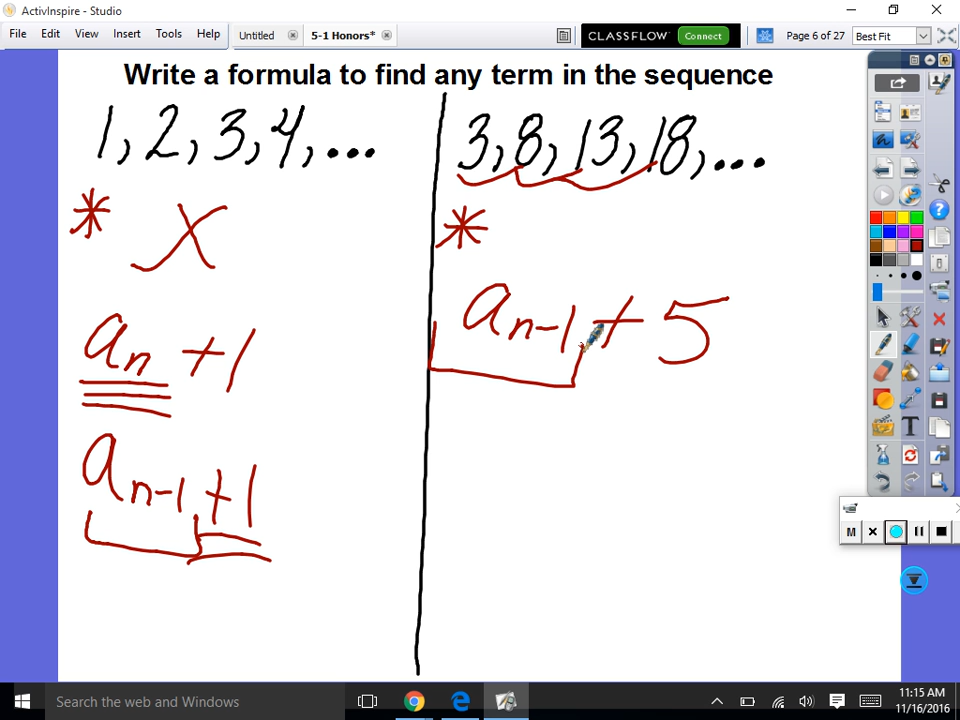 ActivInspire - Studio
File Edit View Insert Tools Help Untitled 5-1 Honors* CLASSFLOW Connect Page 6 of 27 Best Fit
Write a formula to find any term in the sequence
1, 2, 3, 4, ...
* x
aₙ + 1
aₙ₋₁ + 1
3, 8, 13, 18, ...
*
aₙ₋₁ + 5
T
M
Search the web and Windows
11:15 AM
11/16/2016